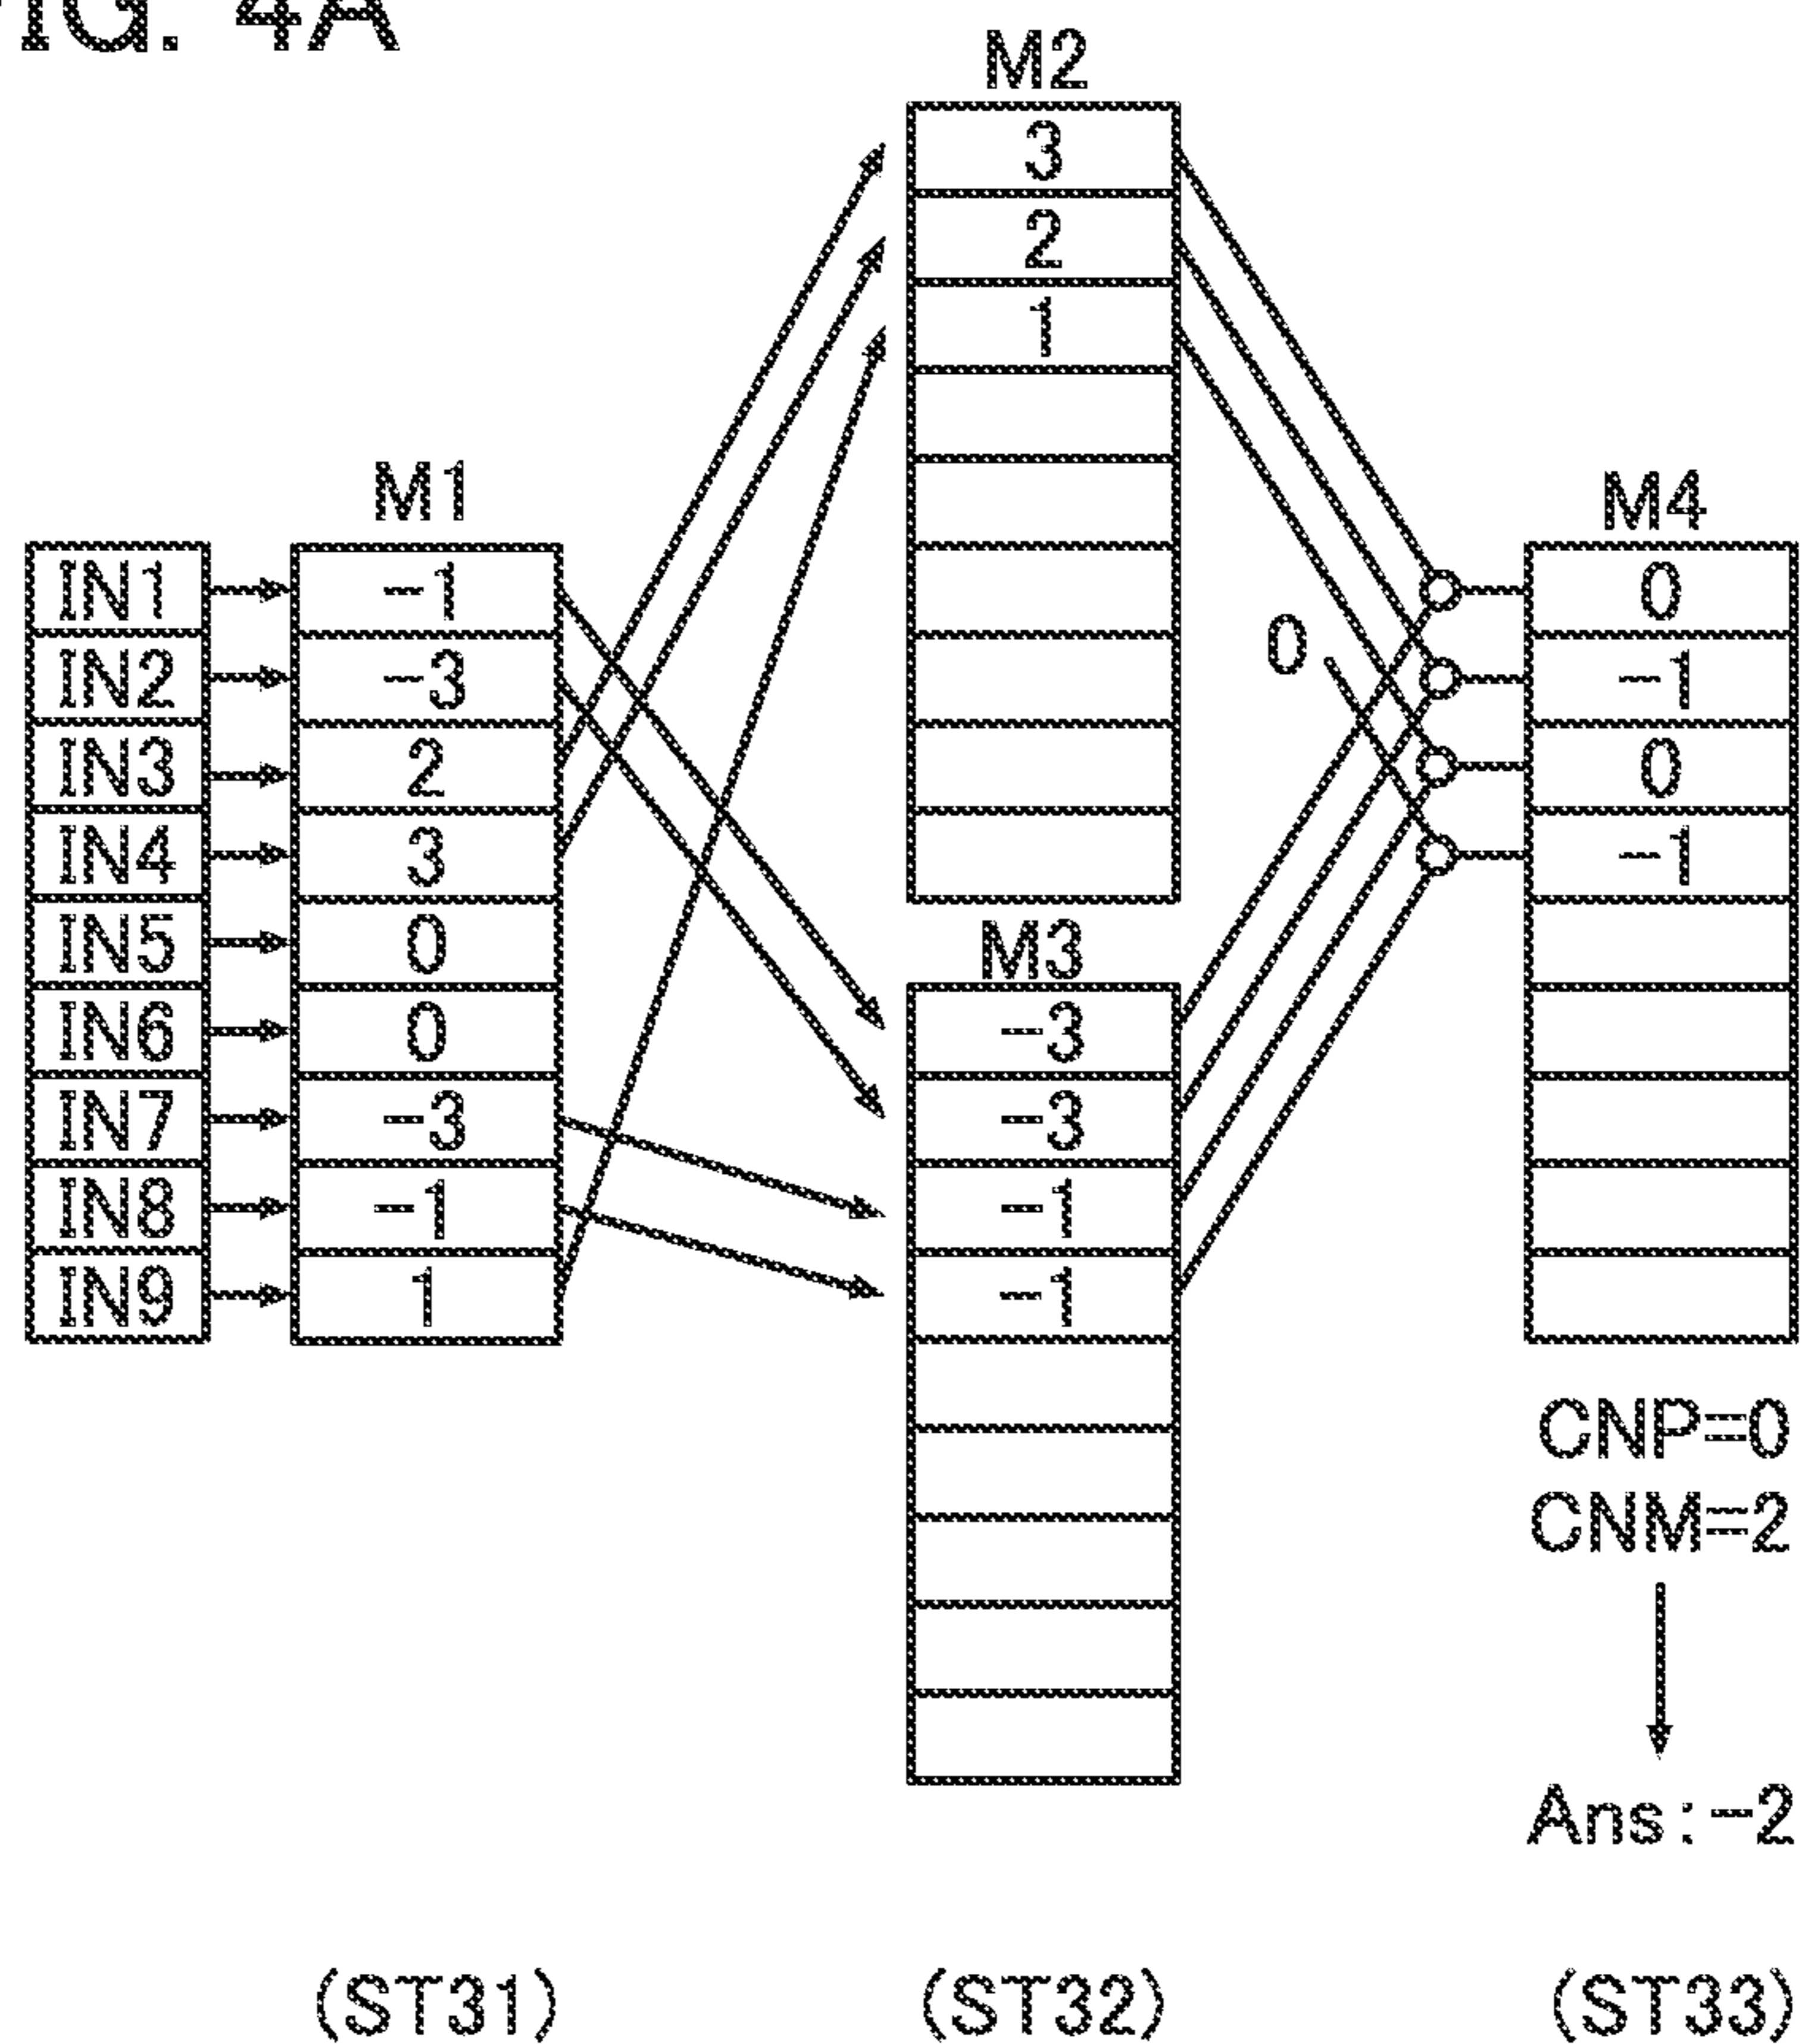 FIG. 4A
M2
3
2
1
M1
M4
IN1 -1 0
IN2 -3 0 -1
IN3 2 0
IN4 3 -1
IN5 0
M3
IN6 0 -3
IN7 -3 -3
IN8 -1 -1
IN9 1 -1
CNP=0
CNM=2
Ans:-2
(ST31) (ST32) (ST33)